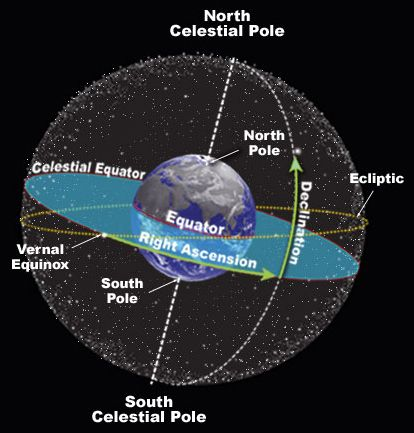 North
Celestial Pole
North
Pole
Celestial Equator
Ecliptic
Declination
Equator
Right Ascension
Vernal
Equinox
South
Pole
South
Celestial Pole